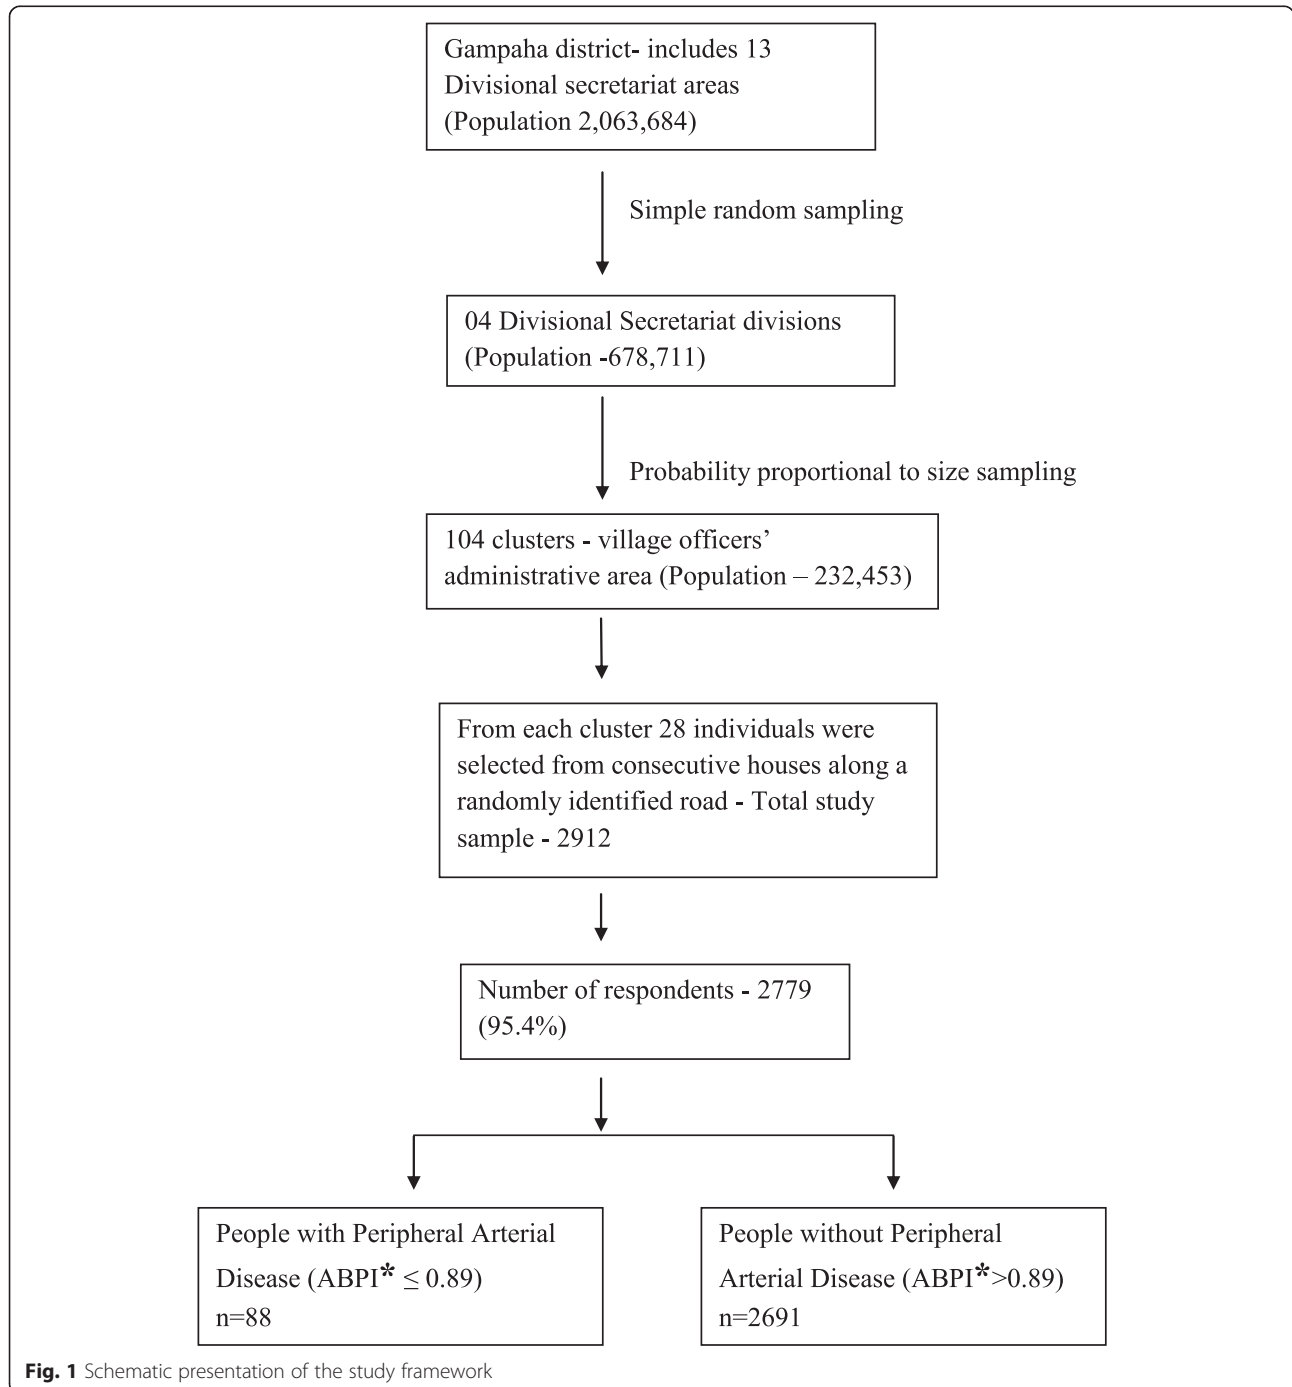 Gampaha district- includes 13
Divisional secretariat areas
(Population 2,063,684)
Simple random sampling
04 Divisional Secretariat divisions
(Population -678,711)
Probability proportional to size sampling
104 clusters - village officers’
administrative area (Population – 232,453)
From each cluster 28 individuals were
selected from consecutive houses along a
randomly identified road - Total study
sample - 2912
Number of respondents - 2779
(95.4%)
People with Peripheral Arterial
Disease (ABPI* ≤ 0.89)
n=88
People without Peripheral
Arterial Disease (ABPI*>0.89)
n=2691
Fig. 1 Schematic presentation of the study framework